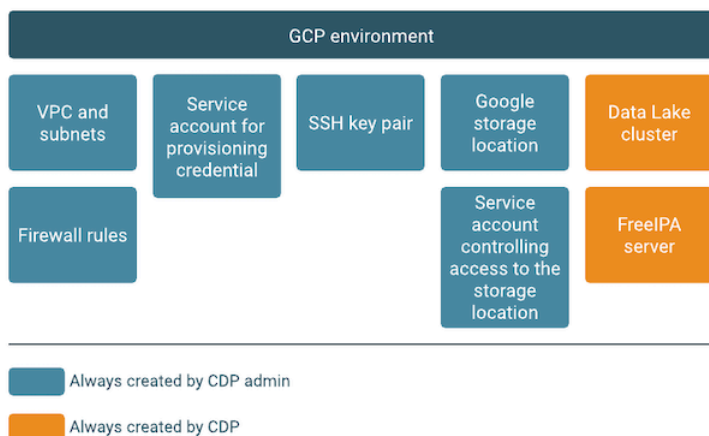 GCP environment
VPC and
subnets
Service
account for
provisioning
credential
SSH key pair
Google
storage
location
Data Lake
cluster
Firewall rules
Service
account
controlling
access to the
storage
location
FreeIPA
server
Always created by CDP admin
Always created by CDP